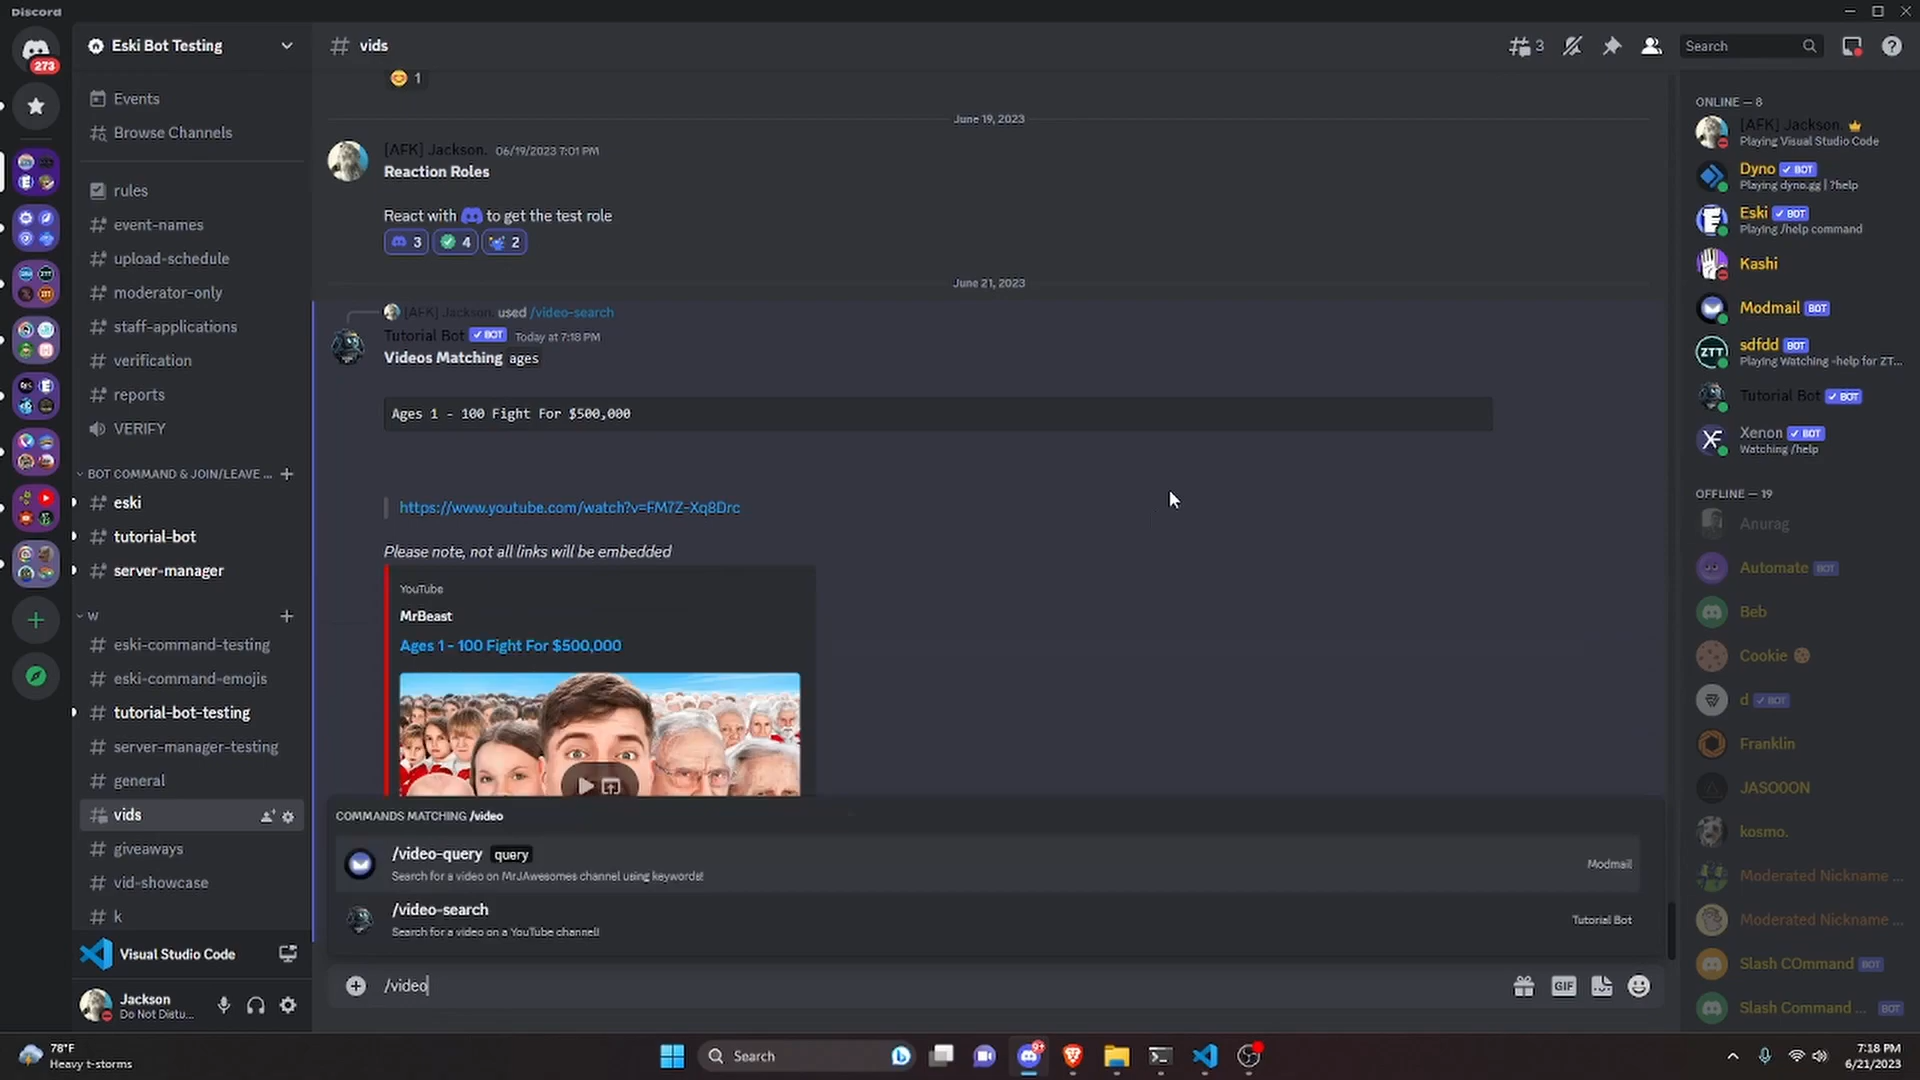 Discord
273
Eski Bot Testing
Events
Browse Channels
rules
event-names
upload-schedule
moderator-only
staff-applications
verification
reports
VERIFY
BOT COMMAND & JOIN/LEAVE ...
eski
tutorial-bot
server-manager
W
eski-command-testing
eski-command-emojis
tutorial-bot-testing
server-manager-testing
general
vids
giveaways
vid-showcase
k
Visual Studio Code
Jackson
Do Not Distu...
vids
3
Search
1
June 19, 2023
[AFK] Jackson. 06/19/2023 7:01 PM
Reaction Roles
React with to get the test role
3 4 2
June 21, 2023
[AFK] Jackson. used /video-search
Tutorial Bot BOT Today at 7:18 PM
Videos Matching ages
Ages 1 - 100 Fight For $500,000
https://www.youtube.com/watch?v=FM7Z-Xq8Drc
Please note, not all links will be embedded
YouTube
MrBeast
Ages 1 - 100 Fight For $500,000
COMMANDS MATCHING /video
/video-query query
Search for a video on MrJAwesomes channel using keywords!
Modmail
/video-search
Search for a video on a YouTube channel!
Tutorial Bot
/video
GIF
ONLINE — 8
[AFK] Jackson.
Playing Visual Studio Code
Dyno BOT
Playing dyno.gg | ?help
Eski BOT
Playing /help command
Kashi
Modmail BOT
ZTT
sdfdd BOT
Playing Watching -help for ZT...
Tutorial Bot BOT
Xenon BOT
Watching /help
OFFLINE — 19
Anurag
Automate BOT
Beb
Cookie
d BOT
Franklin
JASO0ON
kosmo.
Moderated Nickname ...
Moderated Nickname ...
Slash COmmand BOT
Slash Command ... BOT
78°F
Heavy t-storms
Search
9+
7:18 PM
6/21/2023